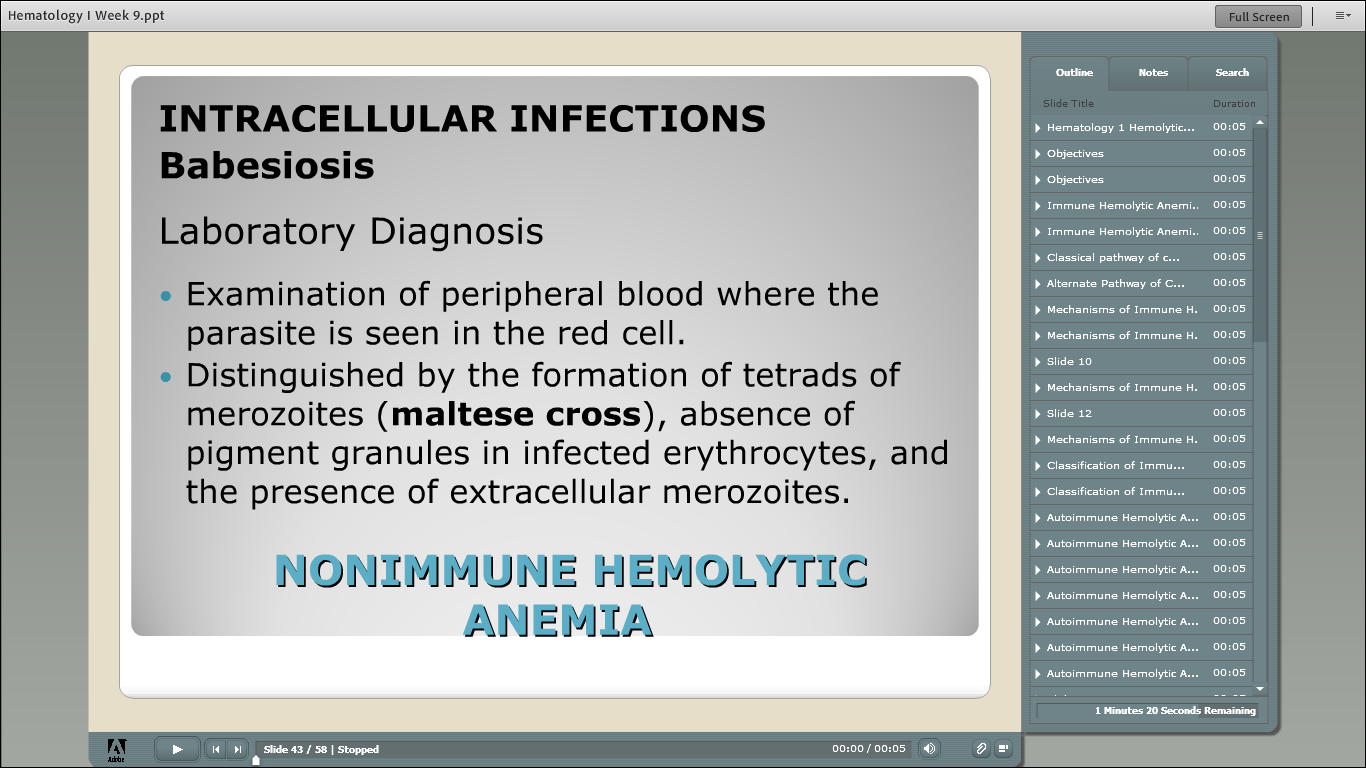 Hematology I Week 9.ppt
Full Screen
INTRACELLULAR INFECTIONS
Babesiosis
Laboratory Diagnosis
• Examination of peripheral blood where the
parasite is seen in the red cell.
• Distinguished by the formation of tetrads of
merozoites (maltese cross), absence of
pigment granules in infected erythrocytes, and
the presence of extracellular merozoites.
NONIMMUNE HEMOLYTIC
ANEMIA
Outline Notes Search
Slide Title Duration
Hematology 1 Hemolytic... 00:05
Objectives 00:05
Objectives 00:05
Immune Hemolytic Anemi.. 00:05
Immune Hemolytic Anemi.. 00:05
Classical pathway of c... 00:05
Alternate Pathway of C... 00:05
Mechanisms of Immune H. 00:05
Mechanisms of Immune H. 00:05
Slide 10 00:05
Mechanisms of Immune H. 00:05
Slide 12 00:05
Mechanisms of Immune H. 00:05
Classification of Immu... 00:05
Classification of Immu... 00:05
Autoimmune Hemolytic A... 00:05
Autoimmune Hemolytic A... 00:05
Autoimmune Hemolytic A... 00:05
Autoimmune Hemolytic A... 00:05
Autoimmune Hemolytic A... 00:05
Autoimmune Hemolytic A... 00:05
Autoimmune Hemolytic A... 00:05
1 Minutes 20 Seconds Remaining
Adobe
Slide 43 / 58 | Stopped
00:00 / 00:05